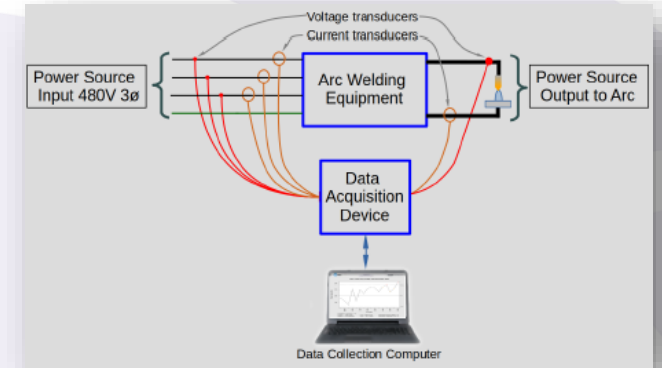 Voltage transducers
Current transducers
Power Source
Input 480V 3ø
Arc Welding
Equipment
Power Source
Output to Arc
Data
Acquisition
Device
Data Collection Computer